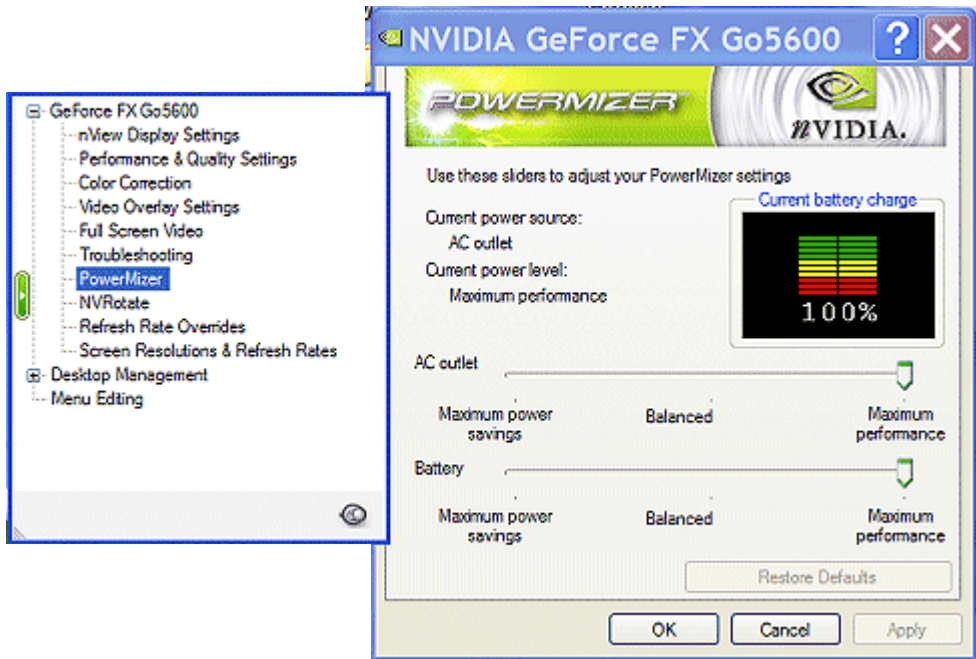 GeForce FX Go5600
nView Display Settings
Performance & Quality Settings
Color Correction
Video Overlay Settings
Full Screen Video
Troubleshooting
PowerMizer
NVRotate
Refresh Rate Overrides
Screen Resolutions & Refresh Rates
Desktop Management
Menu Editing
NVIDIA GeForce FX Go5600
POWERMIZER™
nVIDIA.
Use these sliders to adjust your PowerMizer settings
Current power source:
AC outlet
Current power level:
Maximum performance
Current battery charge
100%
AC outlet
Maximum power savings
Balanced
Maximum performance
Battery
Maximum power savings
Balanced
Maximum performance
Restore Defaults
OK
Cancel
Apply